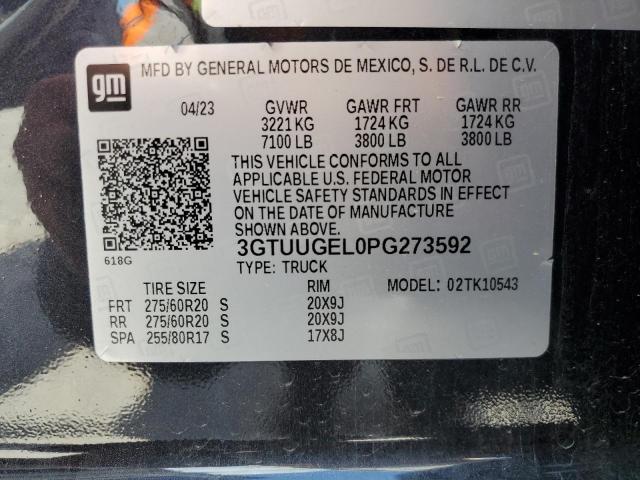 gm
MFD BY GENERAL MOTORS DE MEXICO, S. DE R.L. DE C.V.
04/23 GVWR GAWR FRT GAWR RR
3221 KG 1724 KG 1724 KG
7100 LB 3800 LB 3800 LB
THIS VEHICLE CONFORMS TO ALL
APPLICABLE U.S. FEDERAL MOTOR
VEHICLE SAFETY STANDARDS IN EFFECT
ON THE DATE OF MANUFACTURE
SHOWN ABOVE.
3GTUUGEL0PG273592
618G TYPE: TRUCK
TIRE SIZE RIM MODEL: 02TK10543
FRT 275/60R20 S 20X9J
RR 275/60R20 S 20X9J
SPA 255/80R17 S 17X8J